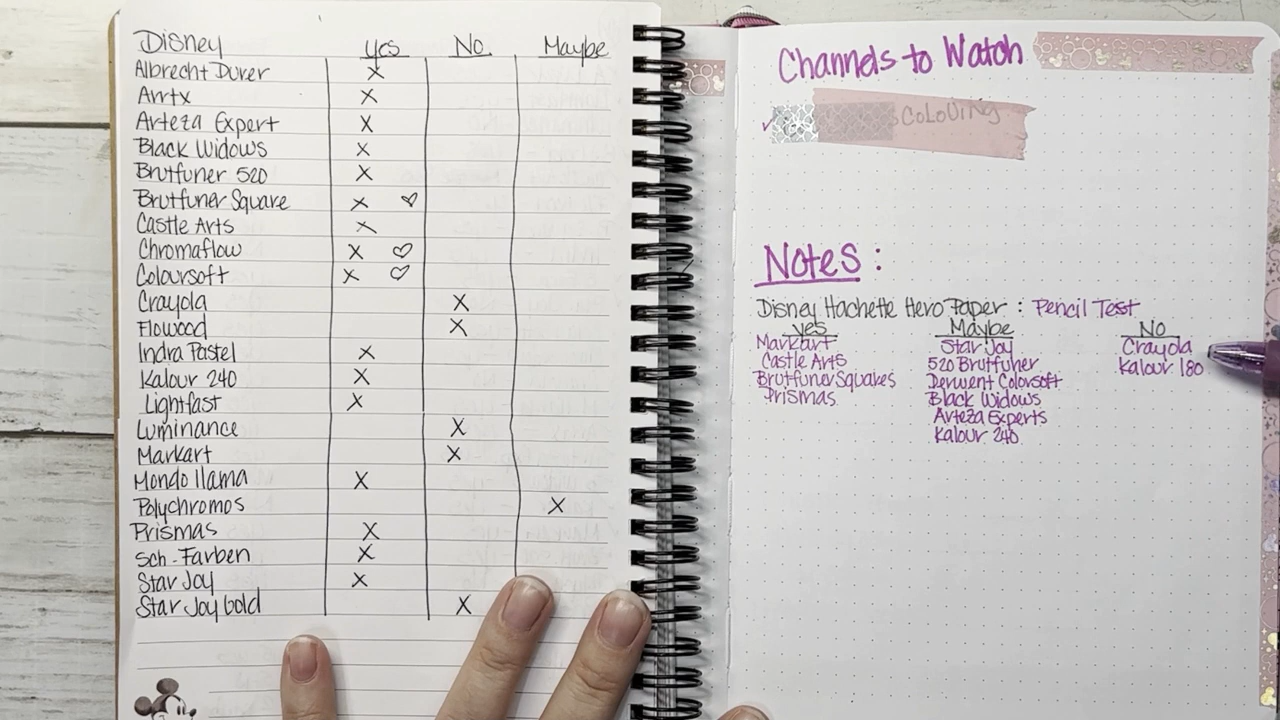 Disney Yes No. Maybe
Albrecht Durer X
Arrtx X
Arteza Expert X
Black Widows X
Brutfuner 520 X
Brutfuner Square X ♡
Castle Arts X
Chromaflow X ♡
Coloursoft X ♡
Crayola X
Flowood X
Indra Pastel X
Kalour 240 X
Lightfast X
Luminance X
Markart X
Mondo llama X
Polychromos X
Prismas X
Sch-Farben X
Star Joy X
Star Joy bold X
Channels to Watch
✓ Colouring
Notes:
Disney Hachette Hero Paper: Pencil Test
Yes
Markart
Castle Arts
Brutfuner Squares
Prismas
Maybe
Star Joy
520 Brutfuner
Derwent Colorsoft
Black Widows
Arteza Experts
Kalour 240
No
Crayola
Kalour 180